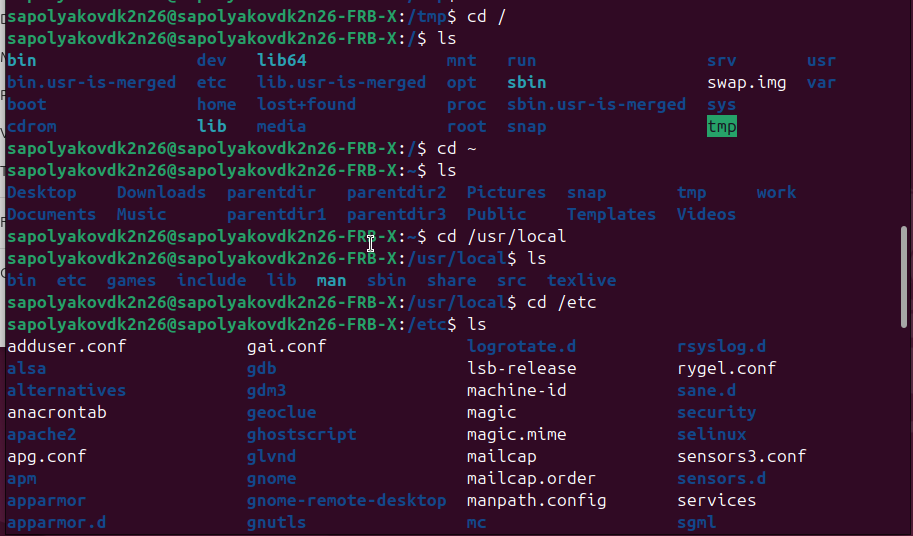 sapolyakovdk2n26@sapolyakovdk2n26-FRB-X:/tmp$ cd /
sapolyakovdk2n26@sapolyakovdk2n26-FRB-X:/$ ls
bin dev lib64 mnt run srv usr
bin.usr-is-merged etc lib.usr-is-merged opt sbin swap.img var
boot home lost+found proc sbin.usr-is-merged sys
cdrom lib media root snap tmp
sapolyakovdk2n26@sapolyakovdk2n26-FRB-X:/$ cd ~
sapolyakovdk2n26@sapolyakovdk2n26-FRB-X:~$ ls
Desktop Downloads parentdir parentdir2 Pictures snap tmp work
Documents Music parentdir1 parentdir3 Public Templates Videos
sapolyakovdk2n26@sapolyakovdk2n26-FRB-X:~$ cd /usr/local
sapolyakovdk2n26@sapolyakovdk2n26-FRB-X:/usr/local$ ls
bin etc games include lib man sbin share src texlive
sapolyakovdk2n26@sapolyakovdk2n26-FRB-X:/usr/local$ cd /etc
sapolyakovdk2n26@sapolyakovdk2n26-FRB-X:/etc$ ls
adduser.conf gai.conf logrotate.d rsyslog.d
alsa gdb lsb-release rygel.conf
alternatives gdm3 machine-id sane.d
anacrontab geoclue magic security
apache2 ghostscript magic.mime selinux
apg.conf glvnd mailcap sensors3.conf
apm gnome mailcap.order sensors.d
apparmor gnome-remote-desktop manpath.config services
apparmor.d gnutls mc sgml